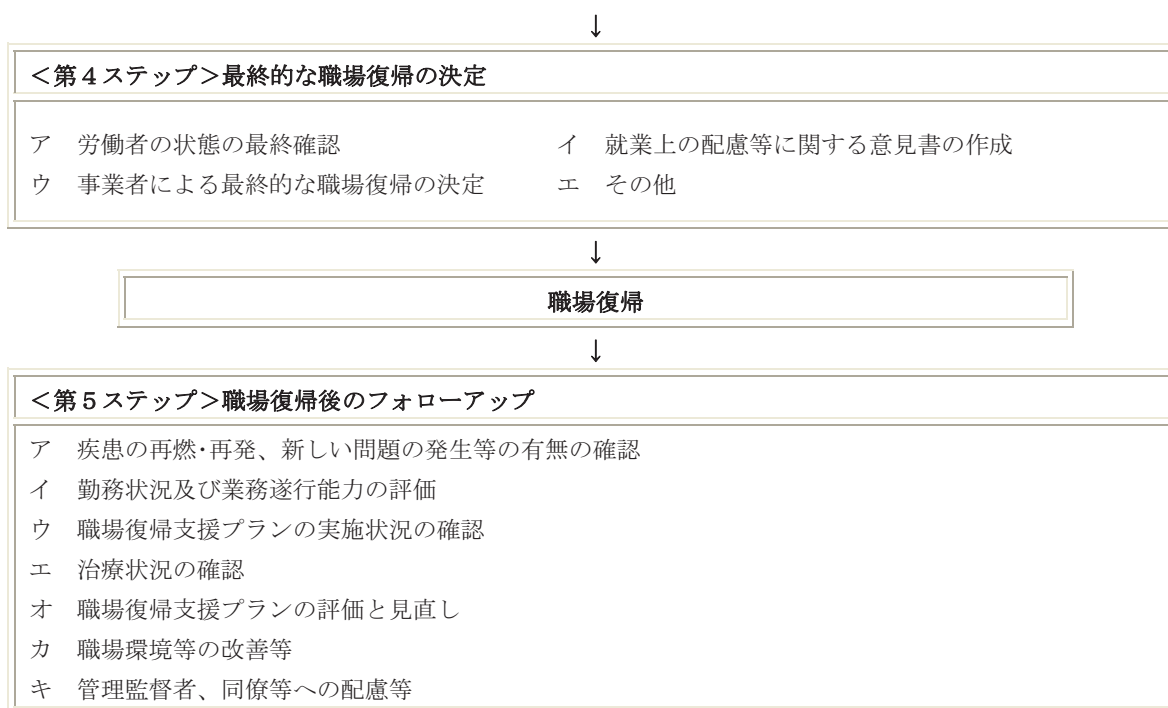 ↓
＜第４ステップ＞最終的な職場復帰の決定
ア　労働者の状態の最終確認　イ　就業上の配慮等に関する意見書の作成
ウ　事業者による最終的な職場復帰の決定　エ　その他
↓
職場復帰
↓
＜第５ステップ＞職場復帰後のフォローアップ
ア　疾患の再燃･再発、新しい問題の発生等の有無の確認
イ　勤務状況及び業務遂行能力の評価
ウ　職場復帰支援プランの実施状況の確認
エ　治療状況の確認
オ　職場復帰支援プランの評価と見直し
カ　職場環境等の改善等
キ　管理監督者、同僚等への配慮等